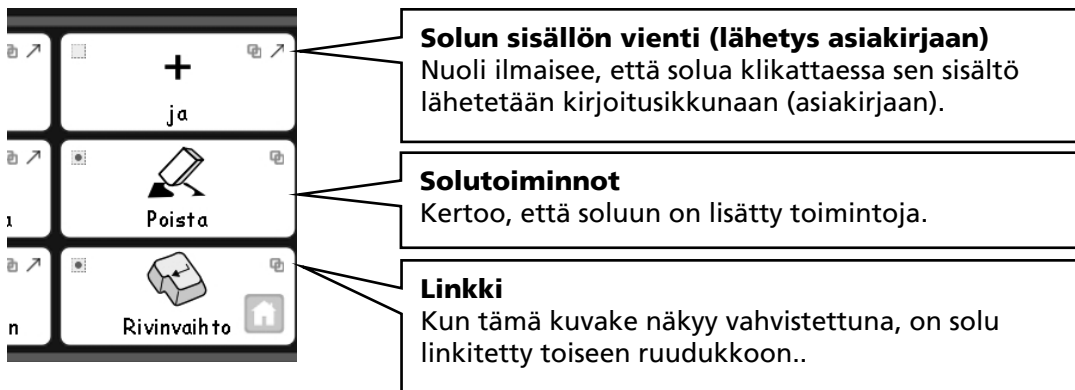 ja
Poista
Rivinvaihto
n
Solun sisällön vienti (lähetys asiakirjaan)
Nuoli ilmaisee, että solua klikattaessa sen sisältö
lähetetään kirjoitusikkunaan (asiakirjaan).
Solutoiminnot
Kertoo, että soluun on lisätty toimintoja.
Linkki
Kun tämä kuvake näkyy vahvistettuna, on solu
linkitetty toiseen ruudukkoon..